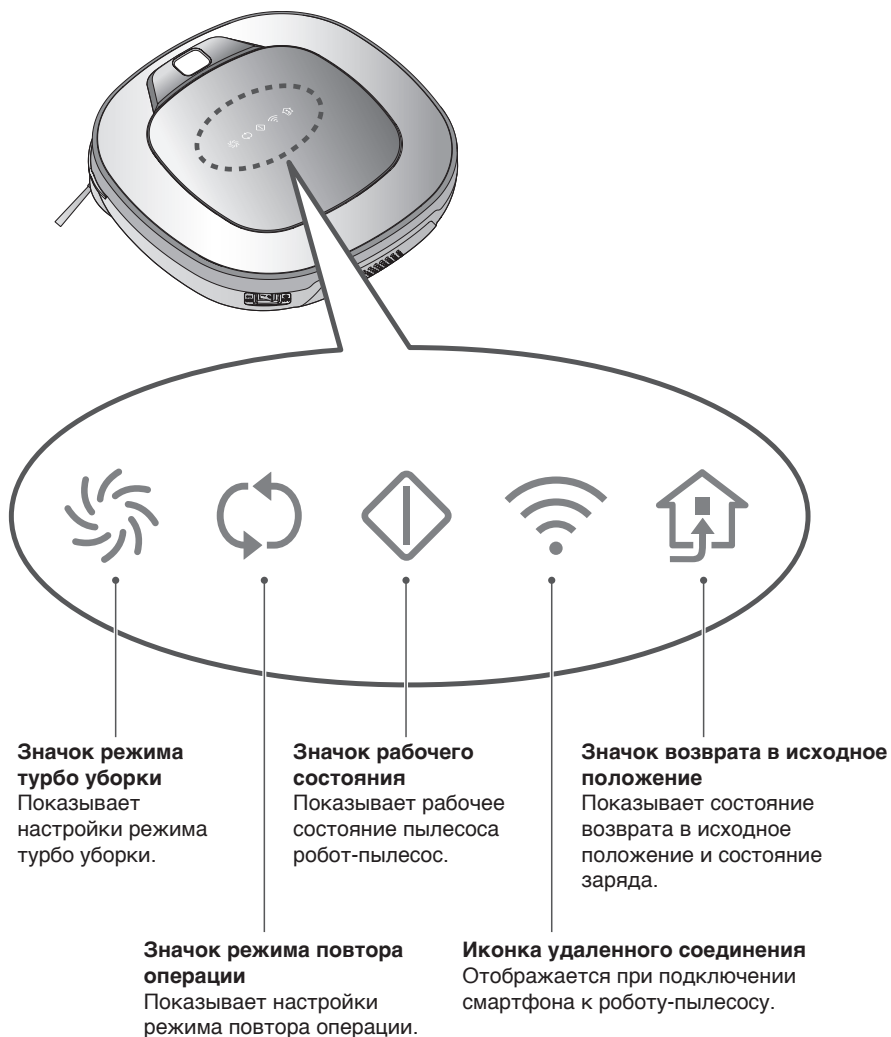 Значок режима
турбо уборки
Показывает
настройки режима
турбо уборки.
Значок рабочего
состояния
Показывает рабочее
состояние пылесоса
робот-пылесос.
Значок возврата в исходное
положение
Показывает состояние
возврата в исходное
положение и состояние
заряда.
Значок режима повтора
операции
Показывает настройки
режима повтора операции.
Иконка удаленного соединения
Отображается при подключении
смартфона к роботу-пылесосу.